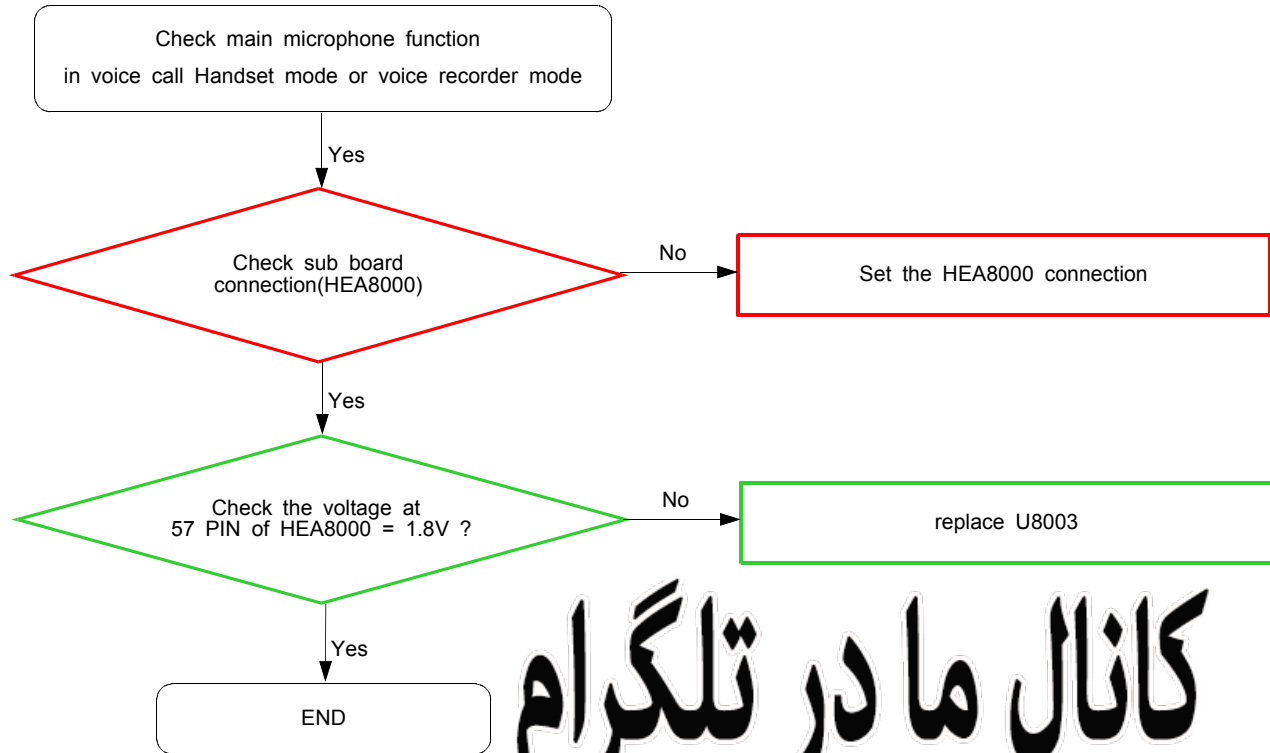 Check main microphone function
in voice call Handset mode or voice recorder mode
Yes
Check sub board
connection(HEA8000)
No
Set the HEA8000 connection
Yes
Check the voltage at
57 PIN of HEA8000 = 1.8V ?
No
replace U8003
Yes
END
کانال ما در تلگرام